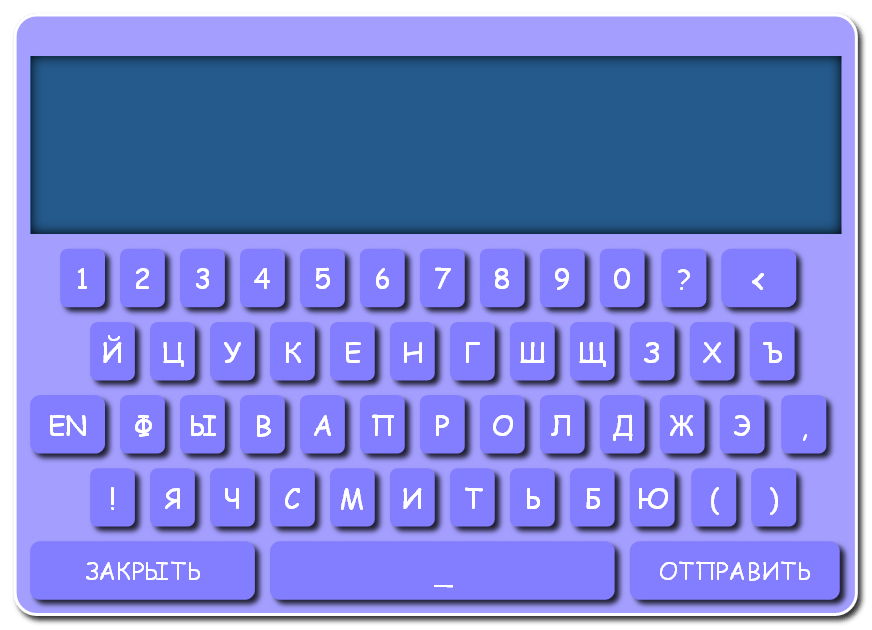 1 2 3 4 5 6 7 8 9 0 ? <
Й Ц У К Е Н Г Ш Щ З Х Ъ
EN Ф Ы В А П Р О Л Д Ж Э ,
! Я Ч С М И Т Ь Б Ю ( )
ЗАКРЫТЬ _ ОТПРАВИТЬ